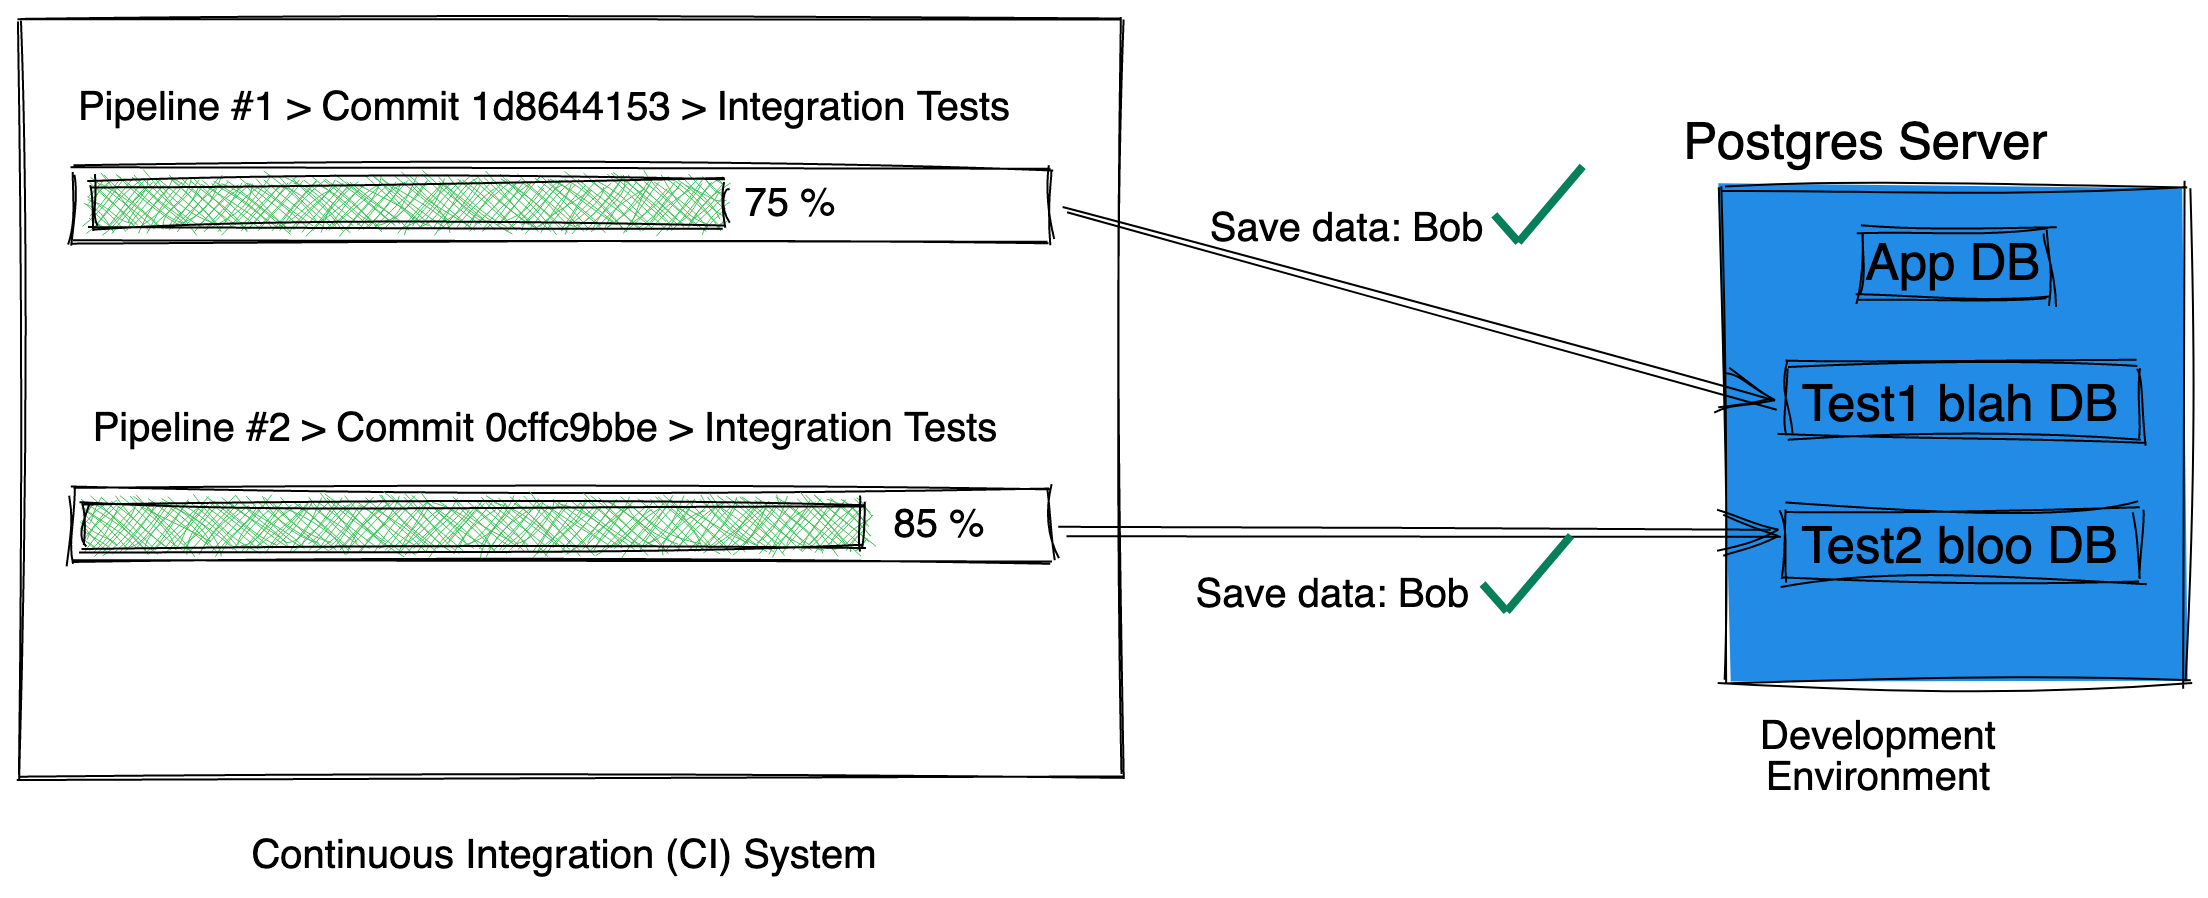 Pipeline #1 > Commit 1d8644153 > Integration Tests
75 %
Pipeline #2 > Commit 0cffc9bbe > Integration Tests
85 %
Continuous Integration (CI) System
Save data: Bob
Save data: Bob
Postgres Server
App DB
Test1 blah DB
Test2 bloo DB
Development
Environment